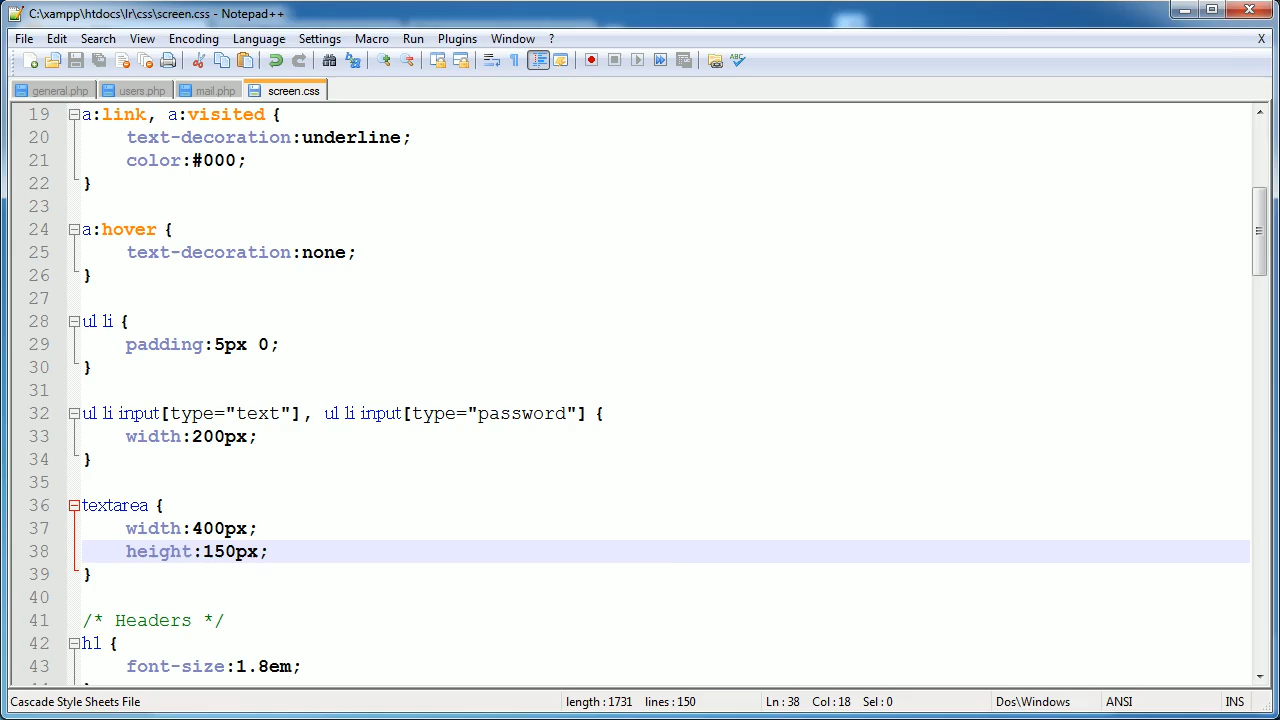 C:\xampp\htdocs\lr\css\screen.css - Notepad++
File Edit Search View Encoding Language Settings Macro Run Plugins Window ? X
general.php users.php mail.php screen.css
19 a:link, a:visited {
20 text-decoration:underline;
21 color:#000;
22 }
23
24 a:hover {
25 text-decoration:none;
26 }
27
28 ul li {
29 padding:5px 0;
30 }
31
32 ul li input[type="text"], ul li input[type="password"] {
33 width:200px;
34 }
35
36 textarea {
37 width:400px;
38 height:150px;
39 }
40
41 /* Headers */
42 h1 {
43 font-size:1.8em;
Cascade Style Sheets File length : 1731 lines : 150 Ln : 38 Col : 18 Sel : 0 Dos\Windows ANSI INS